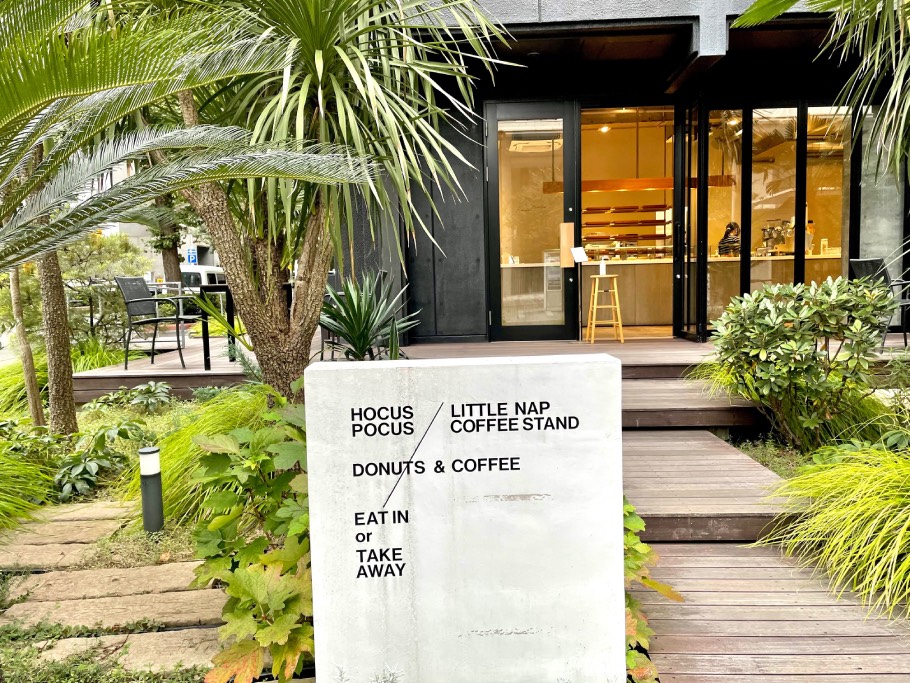 HOCUS
POCUS
LITTLE NAP
COFFEE STAND
DONUTS & COFFEE
EAT IN
or
TAKE
AWAY
P